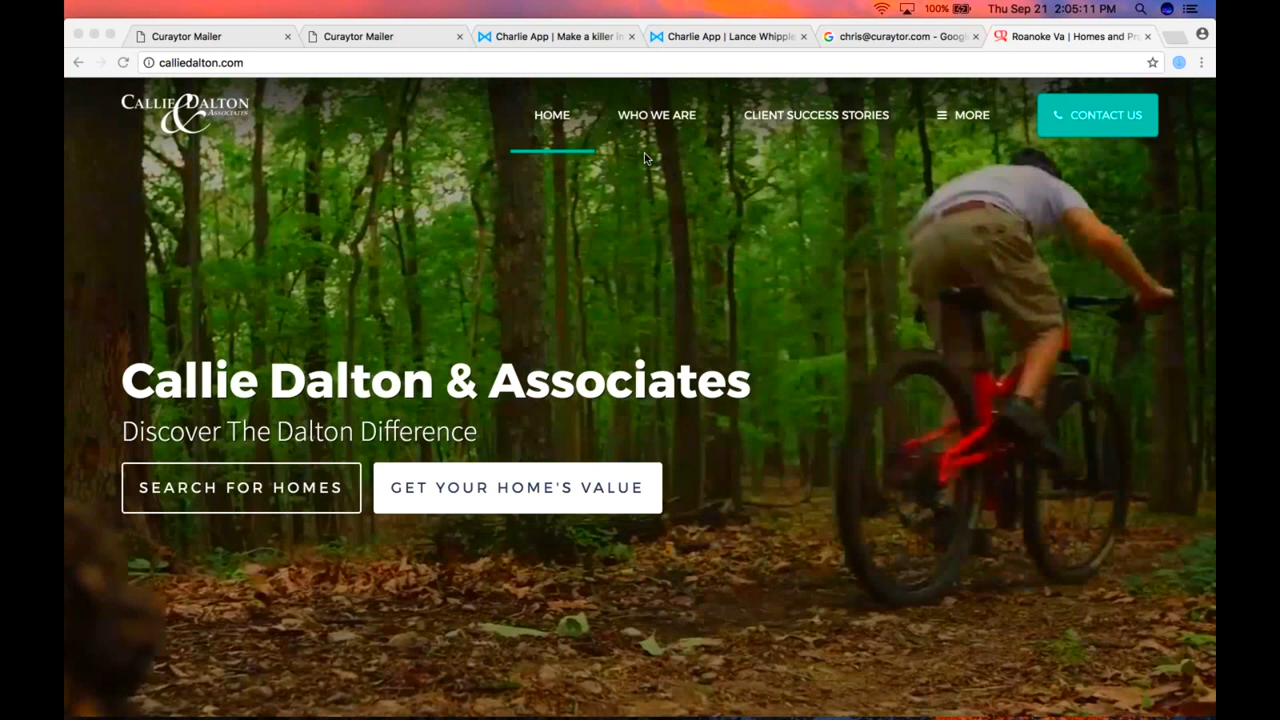 100% Thu Sep 21 2:05:11 PM
Curaytor Mailer
Curaytor Mailer
Charlie App | Make a killer in
Charlie App | Lance Whipple
chris@curaytor.com - Googl
Roanoke Va | Homes and Pr
calliedalton.com
CALLIE & DALTON
ASSOCIATES
HOME
WHO WE ARE
CLIENT SUCCESS STORIES
MORE
CONTACT US
Callie Dalton & Associates
Discover The Dalton Difference
SEARCH FOR HOMES
GET YOUR HOME'S VALUE